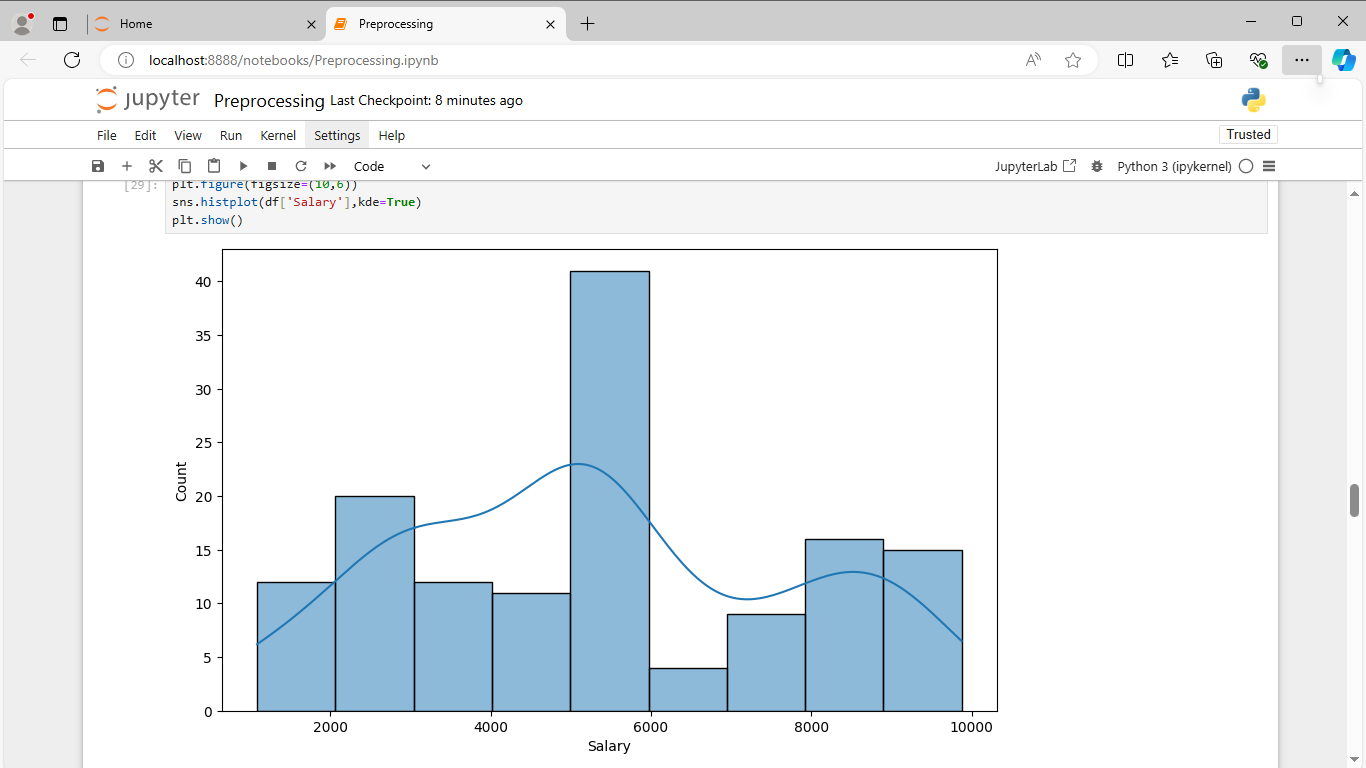 Home
Preprocessing
localhost:8888/notebooks/Preprocessing.ipynb
jupyter Preprocessing Last Checkpoint: 8 minutes ago
File Edit View Run Kernel Settings Help Trusted
Code JupyterLab Python 3 (ipykernel)
[29]: plt.figure(figsize=(10,6))
sns.histplot(df['Salary'],kde=True)
plt.show()
40
35
30
25
20
15
10
5
0
Count
2000 4000 6000 8000 10000
Salary